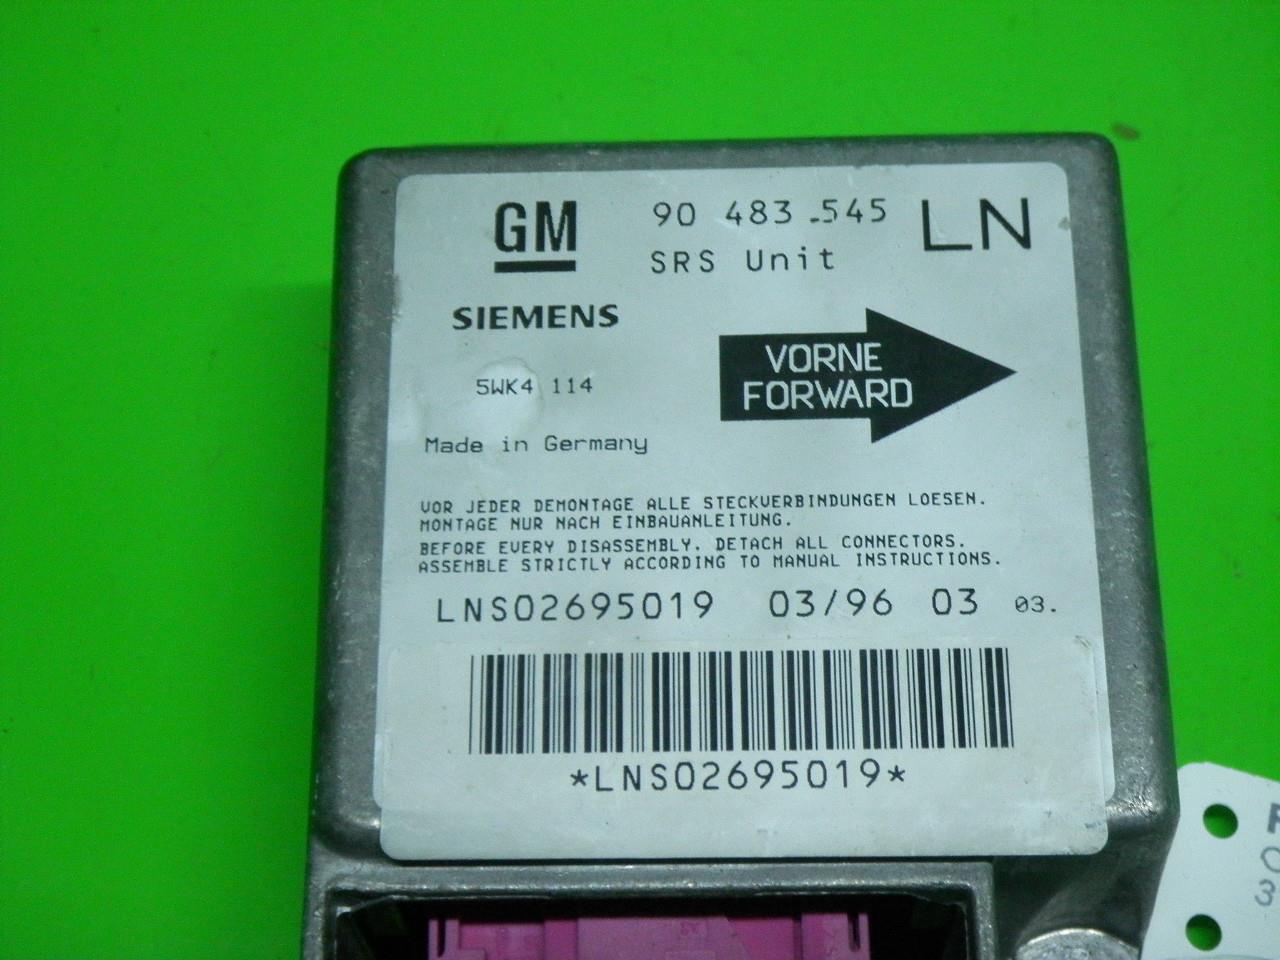 GM
90 483 545 LN
SRS Unit
SIEMENS
VORNE
FORWARD
5WK4 114
Made in Germany
VOR JEDER DEMONTAGE ALLE STECKVERBINDUNGEN LOESEN.
MONTAGE NUR NACH EINBAUANLEITUNG.
BEFORE EVERY DISASSEMBLY. DETACH ALL CONNECTORS.
ASSEMBLE STRICTLY ACCORDING TO MANUAL INSTRUCTIONS.
LNS02695019 03/96 03 03.
*LNS02695019*